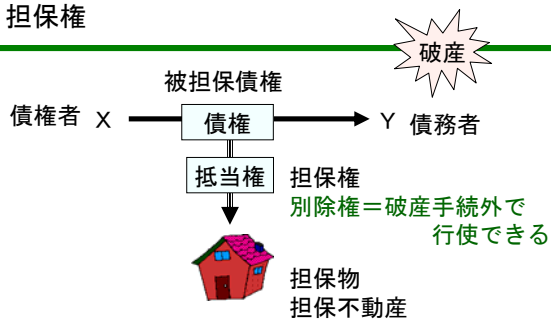 担保権
破産
被担保債権
債権者 X 債権 Y 債務者
抵当権 担保権
別除権＝破産手続外で
行使できる
担保物
担保不動産